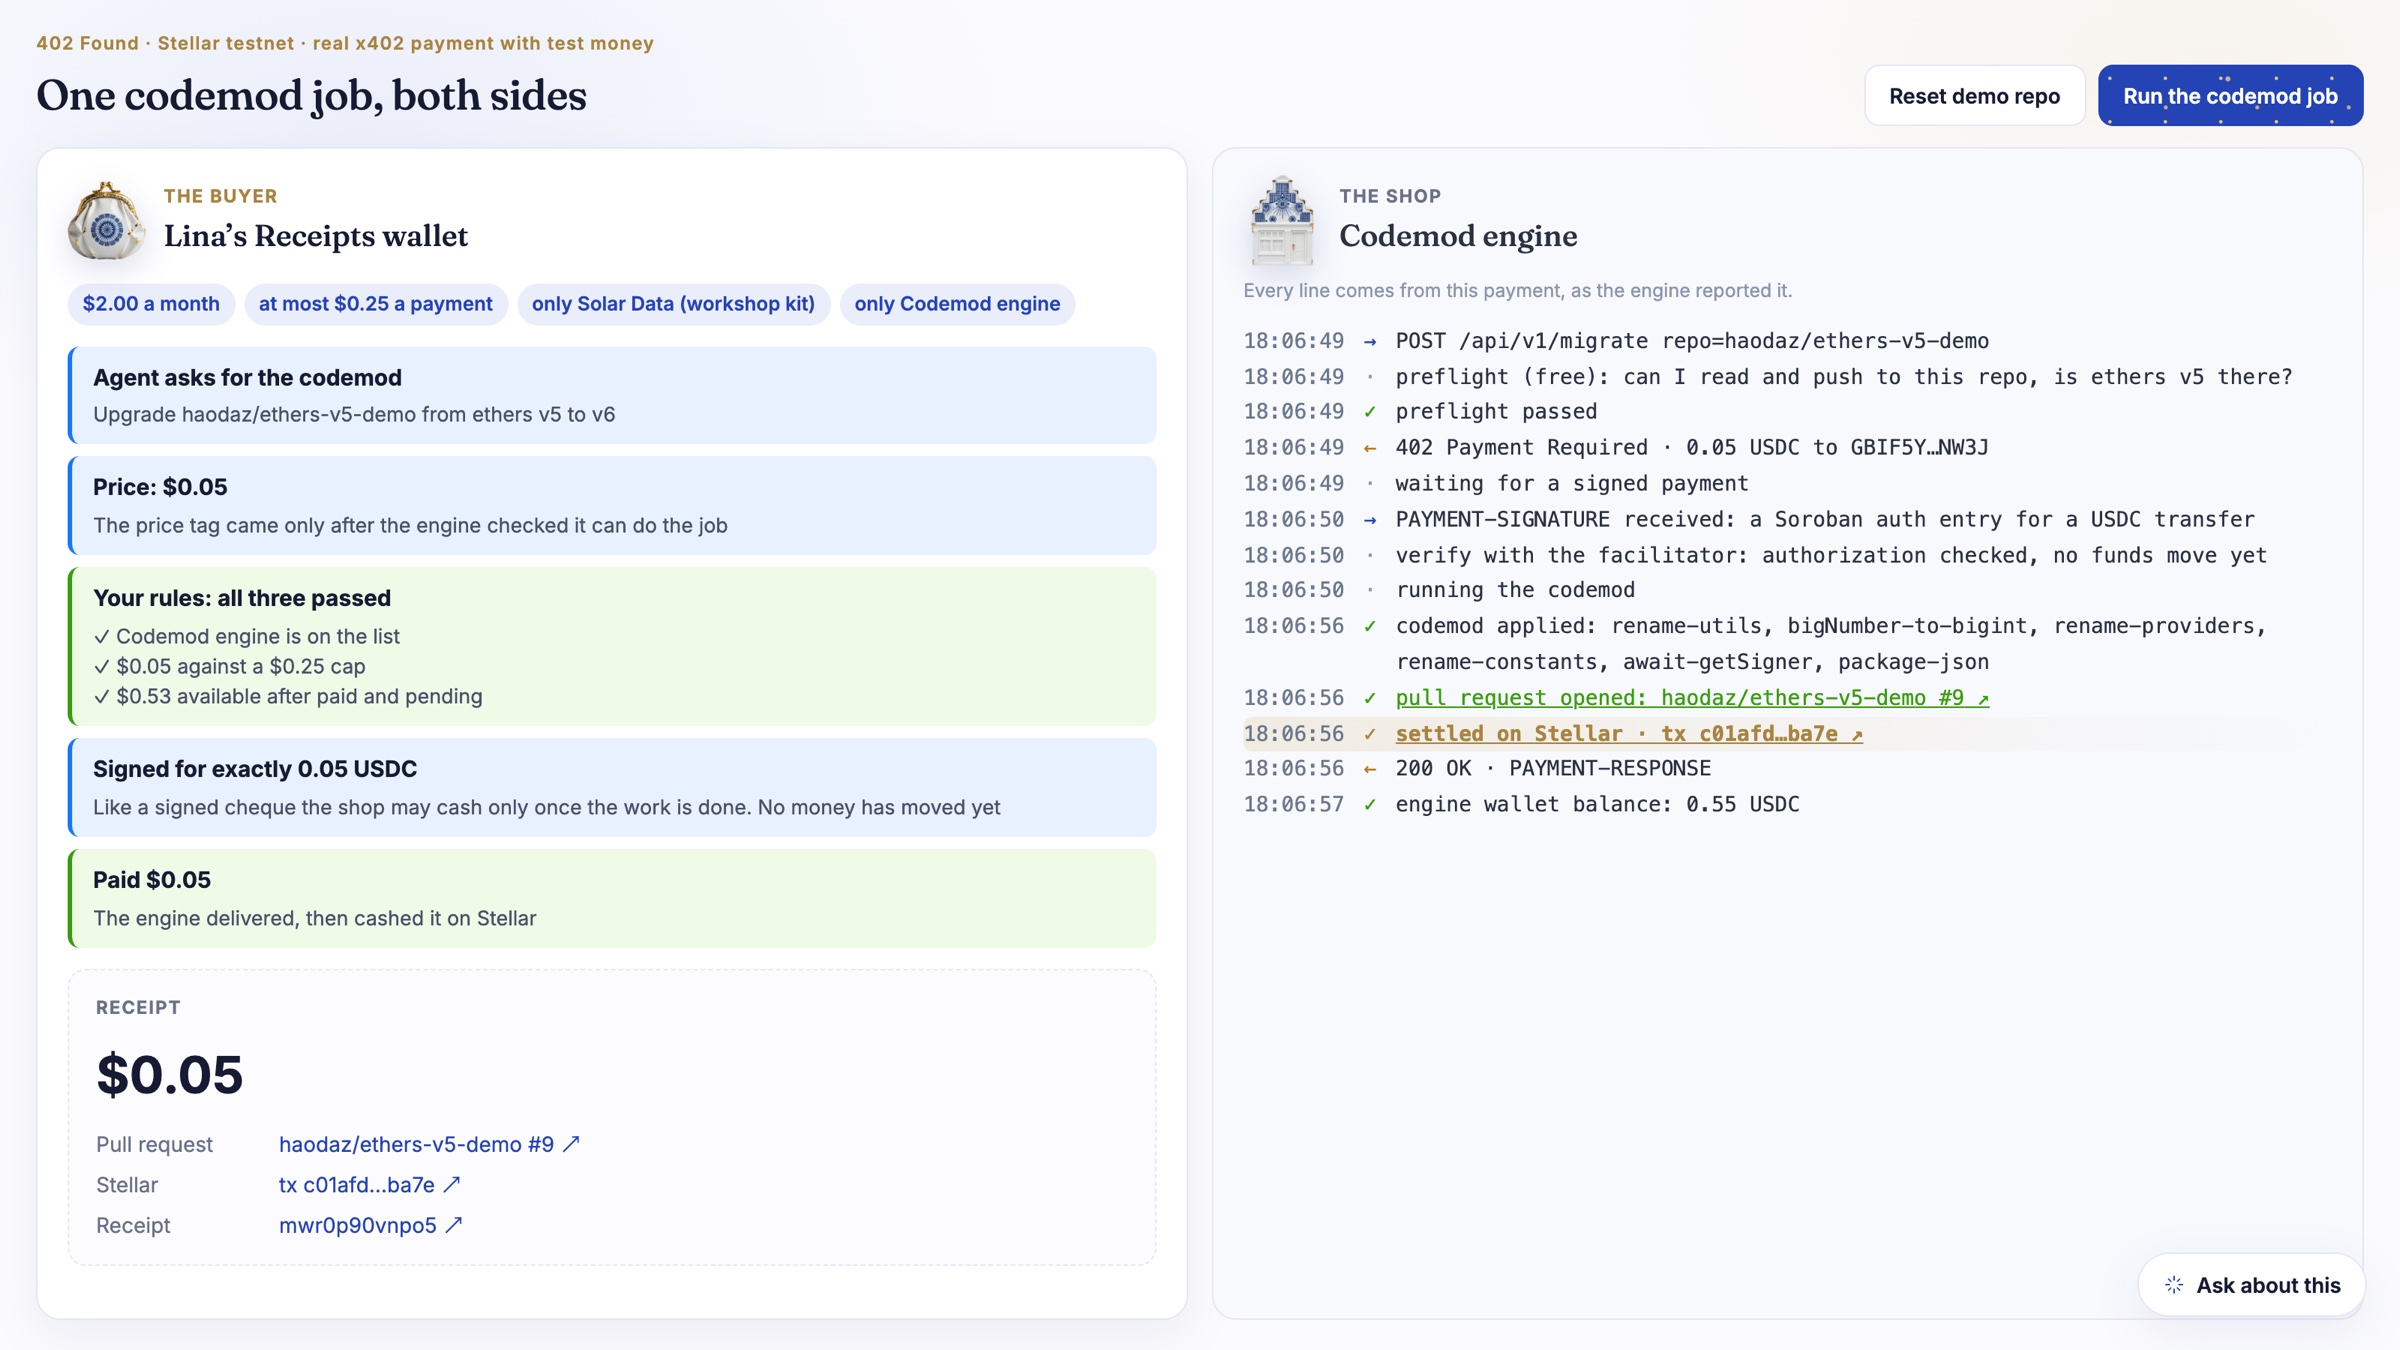 402 Found · Stellar testnet · real x402 payment with test money
One codemod job, both sides
Reset demo repo
Run the codemod job
THE BUYER
Lina’s Receipts wallet
$2.00 a month
at most $0.25 a payment
only Solar Data (workshop kit)
only Codemod engine
Agent asks for the codemod
Upgrade haodaz/ethers-v5-demo from ethers v5 to v6
Price: $0.05
The price tag came only after the engine checked it can do the job
Your rules: all three passed
✓ Codemod engine is on the list
✓ $0.05 against a $0.25 cap
✓ $0.53 available after paid and pending
Signed for exactly 0.05 USDC
Like a signed cheque the shop may cash only once the work is done. No money has moved yet
Paid $0.05
The engine delivered, then cashed it on Stellar
RECEIPT
$0.05
Pull request haodaz/ethers-v5-demo #9 ↗
Stellar tx c01afd…ba7e ↗
Receipt mwr0p90vnpo5 ↗
THE SHOP
Codemod engine
Every line comes from this payment, as the engine reported it.
18:06:49 → POST /api/v1/migrate repo=haodaz/ethers-v5-demo
18:06:49 · preflight (free): can I read and push to this repo, is ethers v5 there?
18:06:49 ✓ preflight passed
18:06:49 ← 402 Payment Required · 0.05 USDC to GBIF5Y…NW3J
18:06:49 · waiting for a signed payment
18:06:50 → PAYMENT-SIGNATURE received: a Soroban auth entry for a USDC transfer
18:06:50 · verify with the facilitator: authorization checked, no funds move yet
18:06:50 · running the codemod
18:06:56 ✓ codemod applied: rename-utils, bigNumber-to-bigint, rename-providers,
rename-constants, await-getSigner, package-json
18:06:56 ✓ pull request opened: haodaz/ethers-v5-demo #9 ↗
18:06:56 ✓ settled on Stellar · tx c01afd…ba7e ↗
18:06:56 ← 200 OK · PAYMENT-RESPONSE
18:06:57 ✓ engine wallet balance: 0.55 USDC
Ask about this